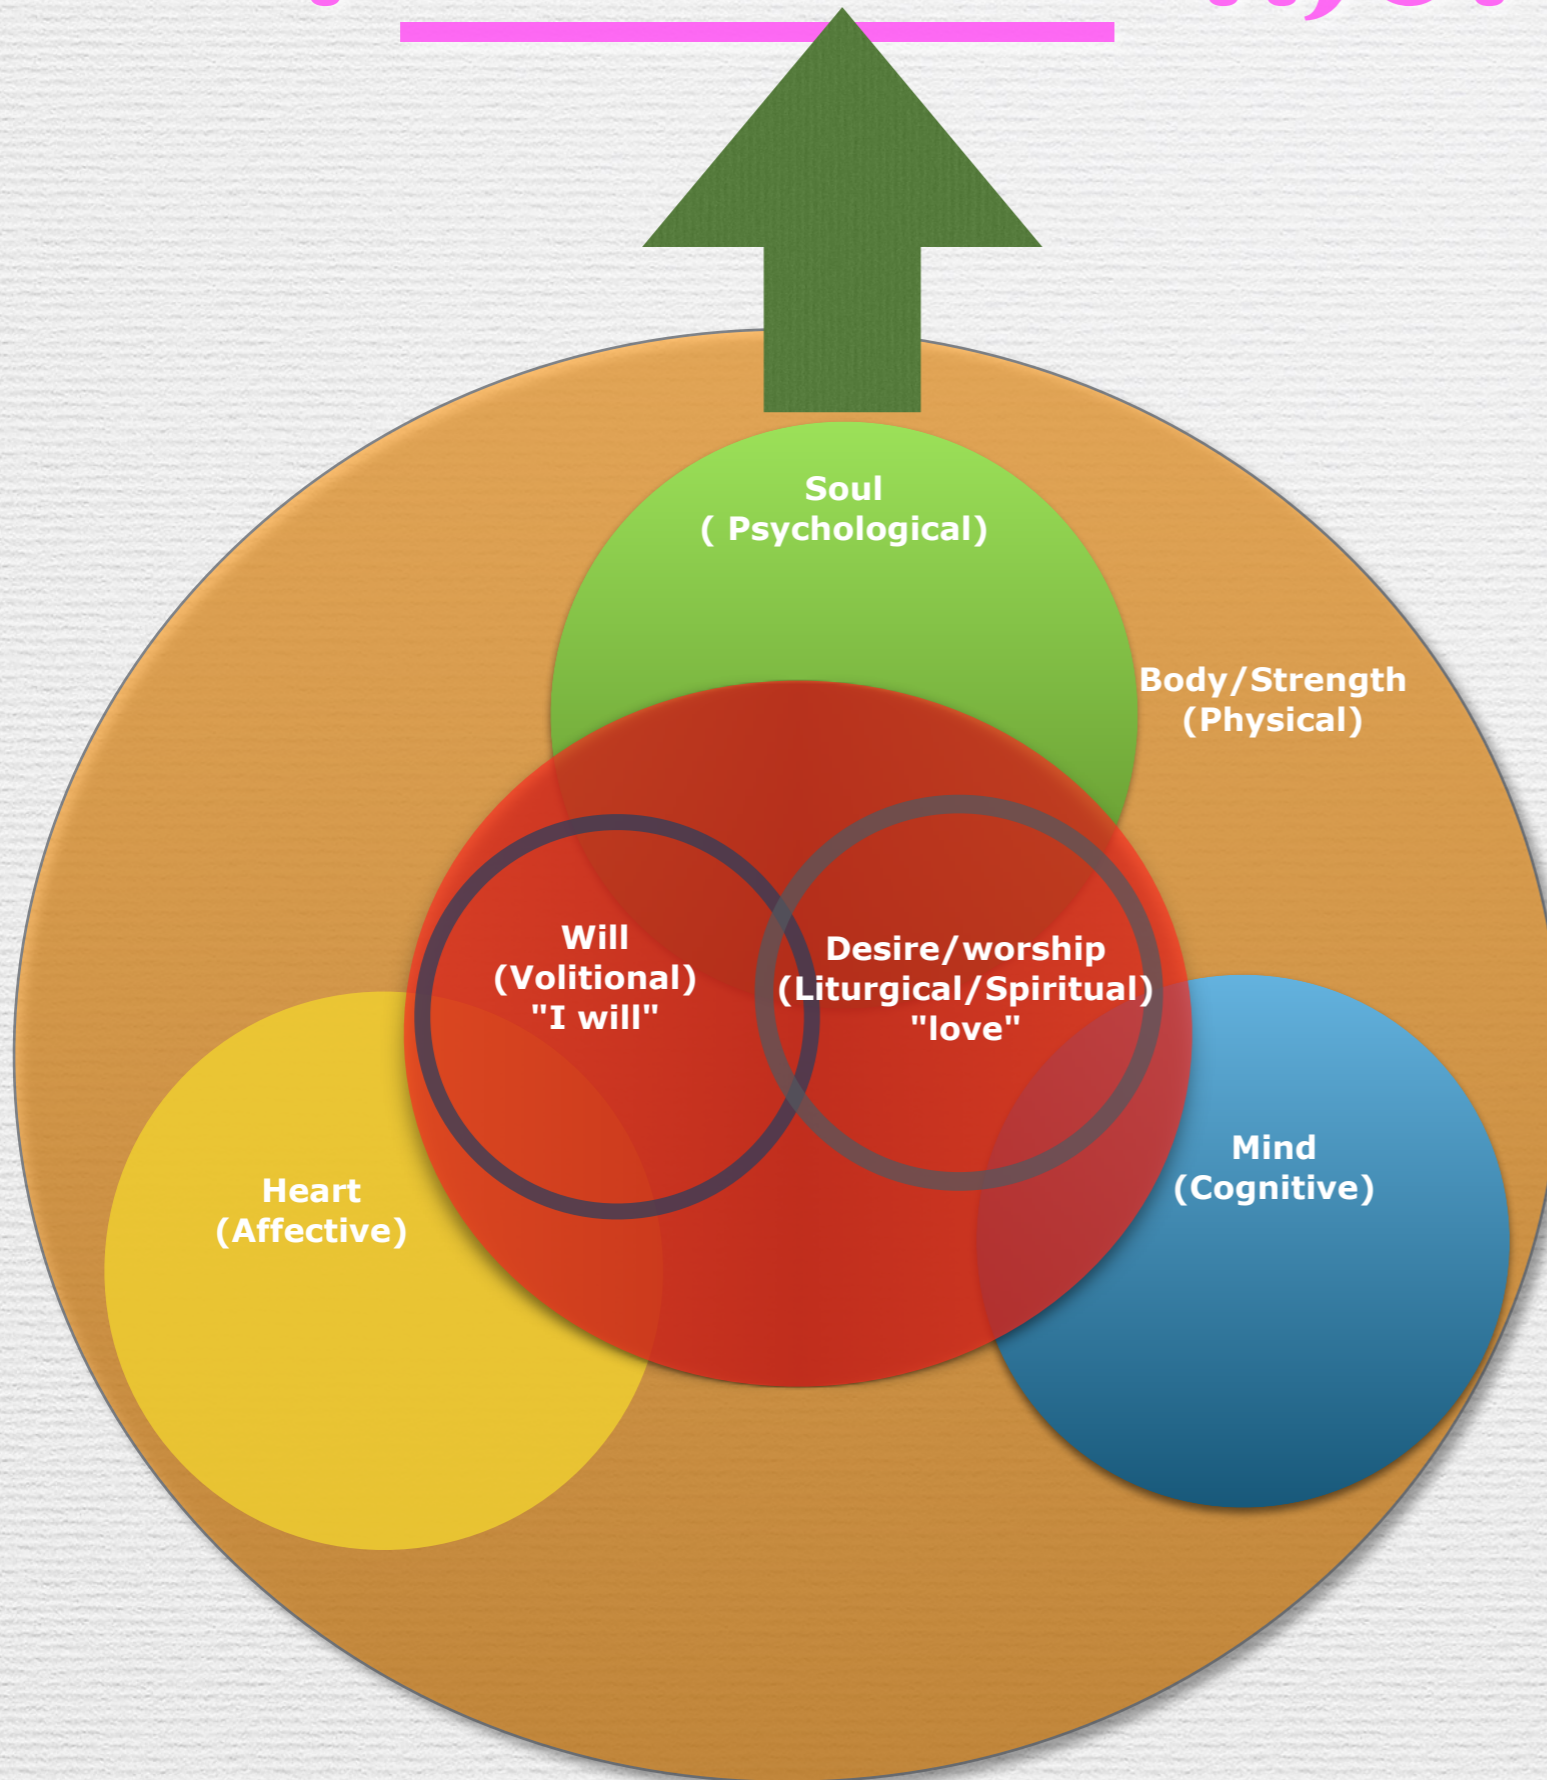 Soul
( Psychological)
Body/Strength
(Physical)
Will
(Volitional)
"I will"
Desire/worship
(Liturgical/Spiritual)
"love"
Mind
(Cognitive)
Heart
(Affective)